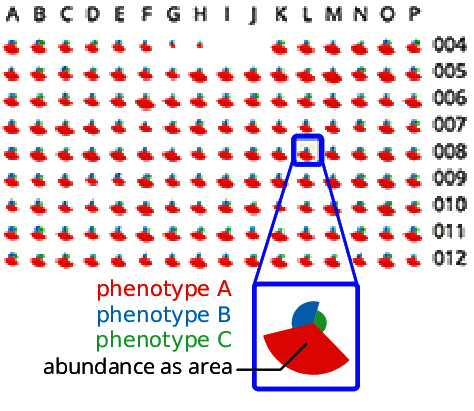 A B C D E F G H I J K L M N O P
004
005
006
007
008
009
010
011
012
phenotype A
phenotype B
phenotype C
abundance as area